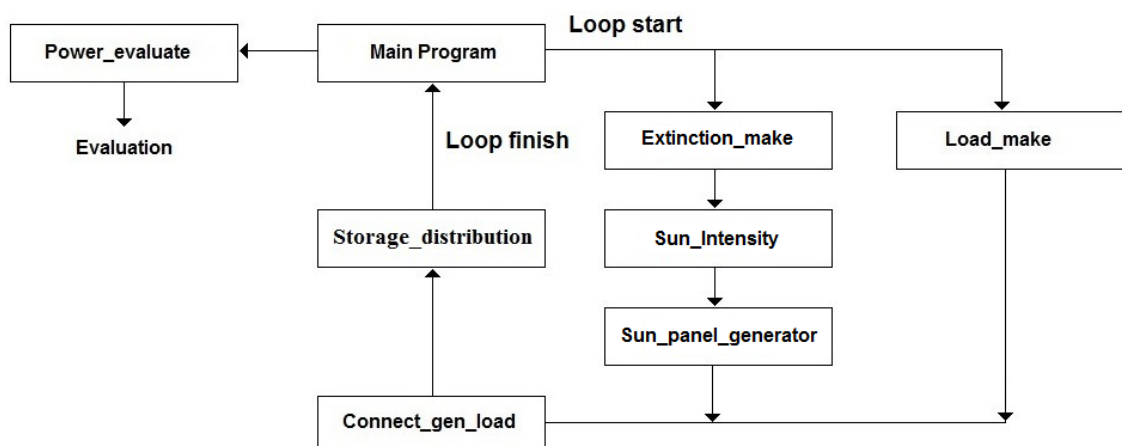 Loop start
Power_evaluate
Main Program
Evaluation
Loop finish
Extinction_make
Load_make
Storage_distribution
Sun_Intensity
Sun_panel_generator
Connect_gen_load